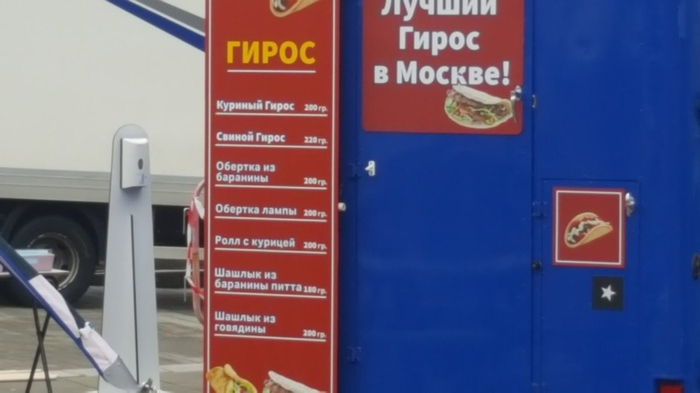 ГИРОС
Куриный Гирос 200 гр.
Свиной Гирос 220 гр.
Обертка из
баранины 200 гр.
Обертка лампы 200 гр.
Ролл с курицей 200 гр.
Шашлык из
баранины питта 180 гр.
Шашлык из
говядины 200 гр.
Лучший
Гирос
в Москве!